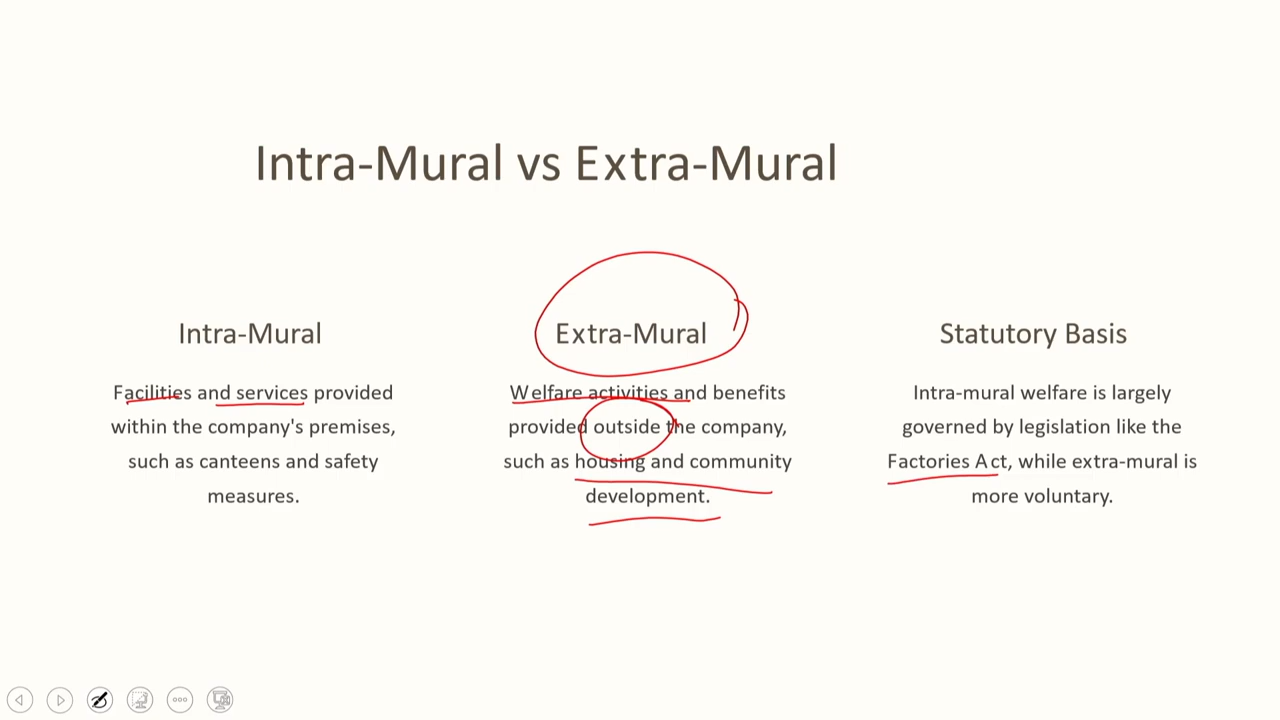 Intra-Mural vs Extra-Mural
Intra-Mural
Facilities and services provided
within the company's premises,
such as canteens and safety
measures.
Extra-Mural
Welfare activities and benefits
provided outside the company,
such as housing and community
development.
Statutory Basis
Intra-mural welfare is largely
governed by legislation like the
Factories Act, while extra-mural is
more voluntary.